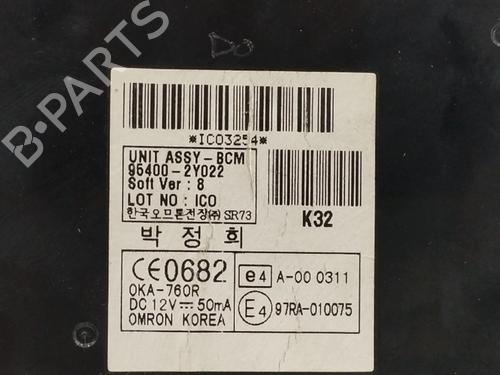 B-PARTS
*IC03254*
UNIT ASSY-BCM
95400-2Y022
Soft Ver : 8
LOT NO : ICO
한국오므론전장㈜ SIR73
K32
박정희
CE0682
OKA-760R
DC 12V 50mA
OMRON KOREA
e4 A-00 0311
E4 97RA-010075